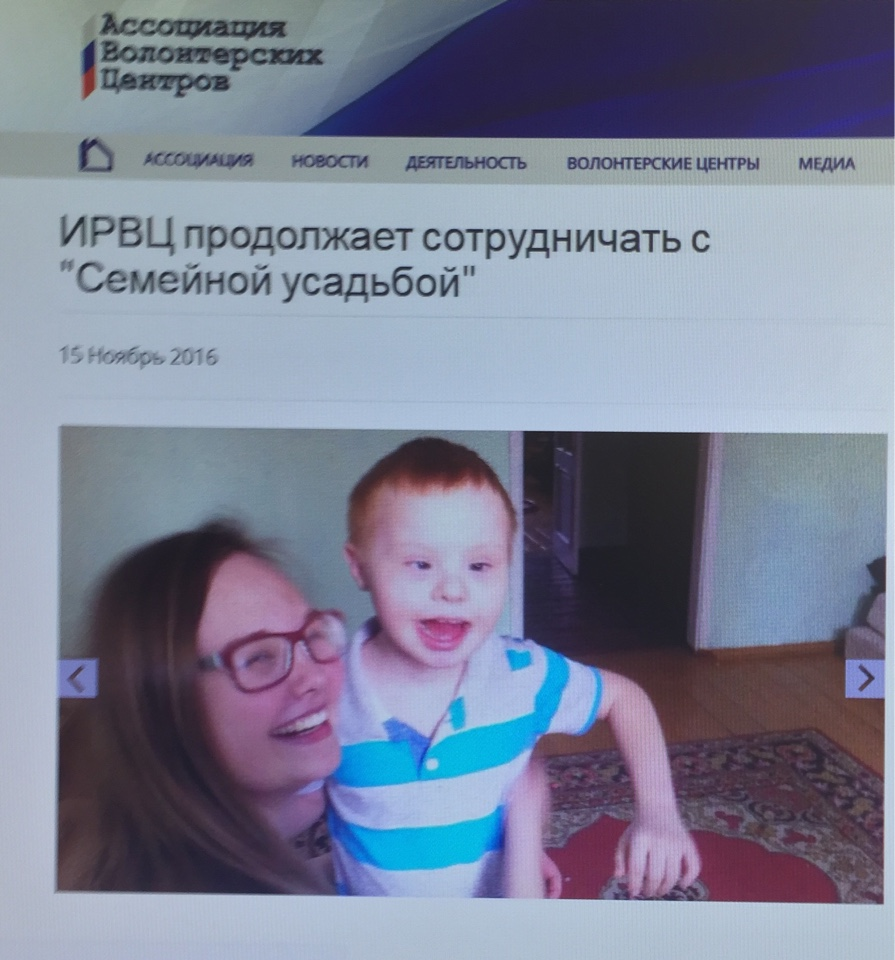 Ассоциация
Волонтерских
Центров
АССОЦИАЦИЯ НОВОСТИ ДЕЯТЕЛЬНОСТЬ ВОЛОНТЕРСКИЕ ЦЕНТРЫ МЕДИА
ИРВЦ продолжает сотрудничать с
"Семейной усадьбой"
15 Ноябрь 2016